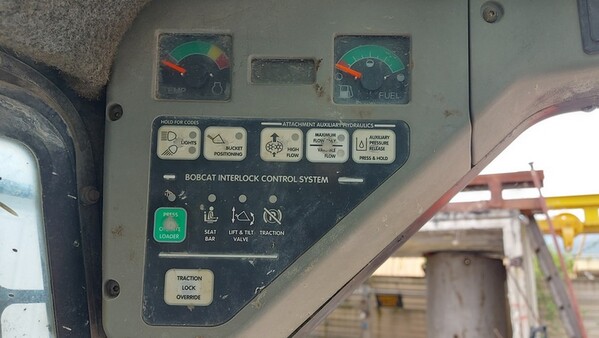 TEMP
FUEL
HOLD FOR CODES
ATTACHMENT AUXILIARY HYDRAULICS
LIGHTS
BUCKET
POSITIONING
HIGH
FLOW
MAXIMUM
FLOW
FLOW
AUXILIARY
PRESSURE
RELEASE
PRESS & HOLD
BOBCAT INTERLOCK CONTROL SYSTEM
PRESS
LOADER
SEAT
BAR
LIFT & TILT
VALVE
TRACTION
TRACTION
LOCK
OVERRIDE